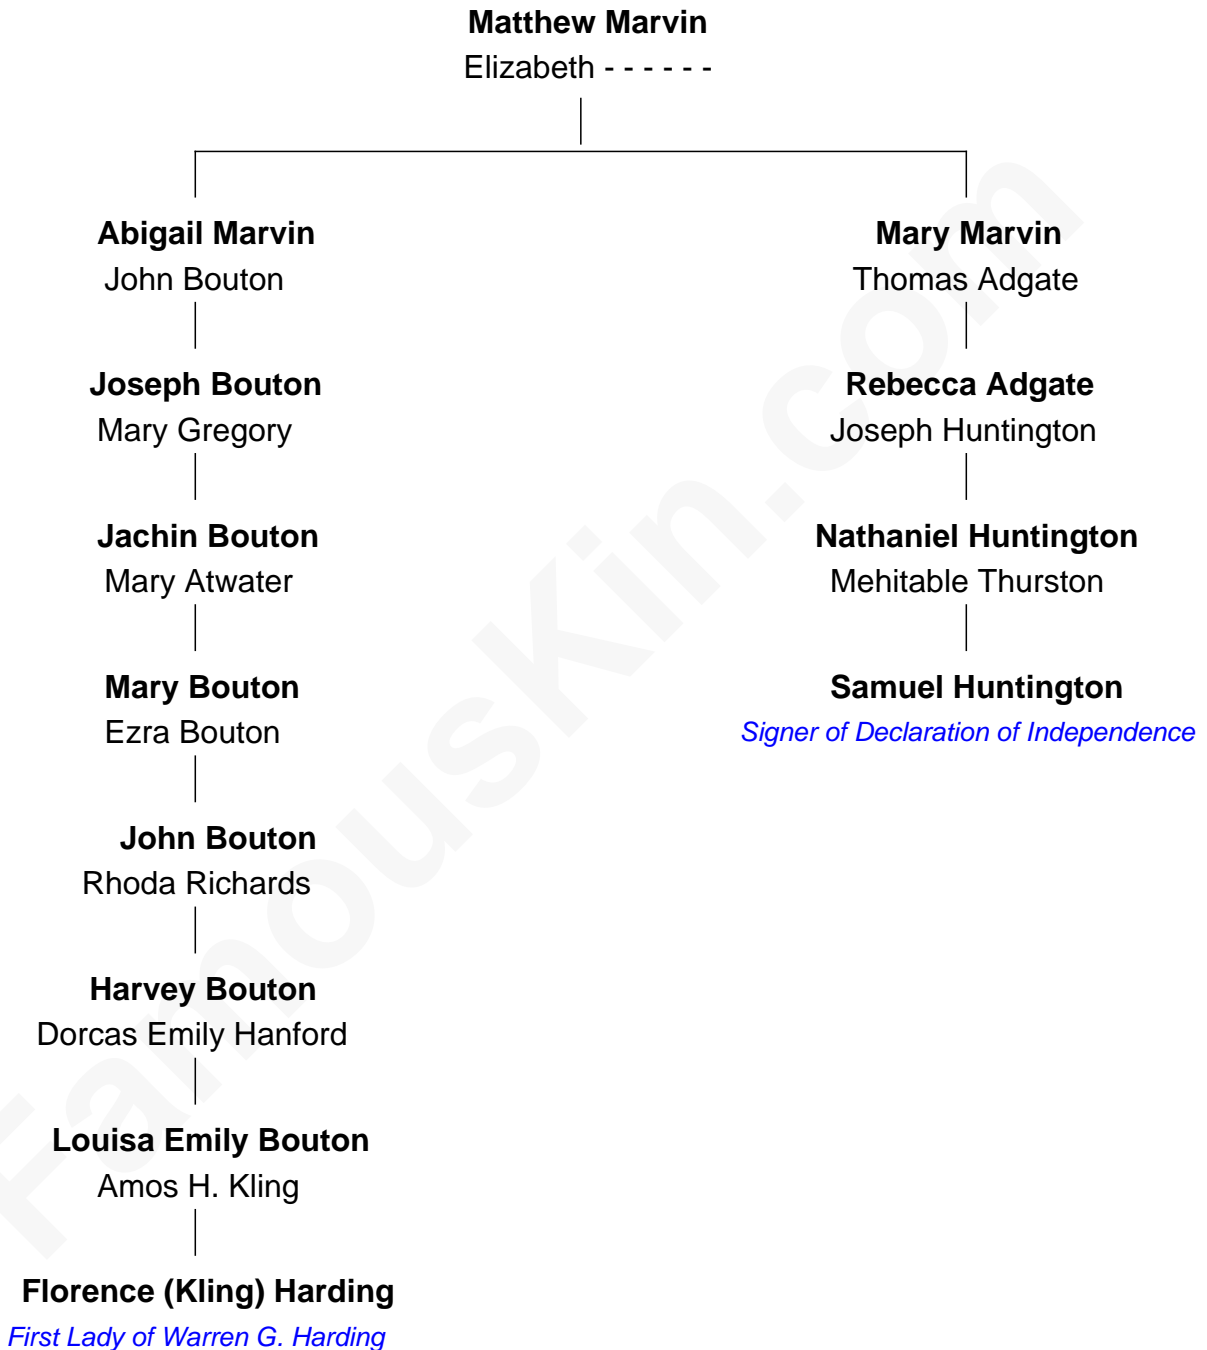 Matthew Marvin
Elizabeth - - - - - -
Abigail Marvin
John Bouton
Mary Marvin
Thomas Adgate
Joseph Bouton
Mary Gregory
Rebecca Adgate
Joseph Huntington
Jachin Bouton
Mary Atwater
Nathaniel Huntington
Mehitable Thurston
Mary Bouton
Ezra Bouton
Samuel Huntington
Signer of Declaration of Independence
John Bouton
Rhoda Richards
Harvey Bouton
Dorcas Emily Hanford
Louisa Emily Bouton
Amos H. Kling
Florence (Kling) Harding
First Lady of Warren G. Harding
FamousKin.com